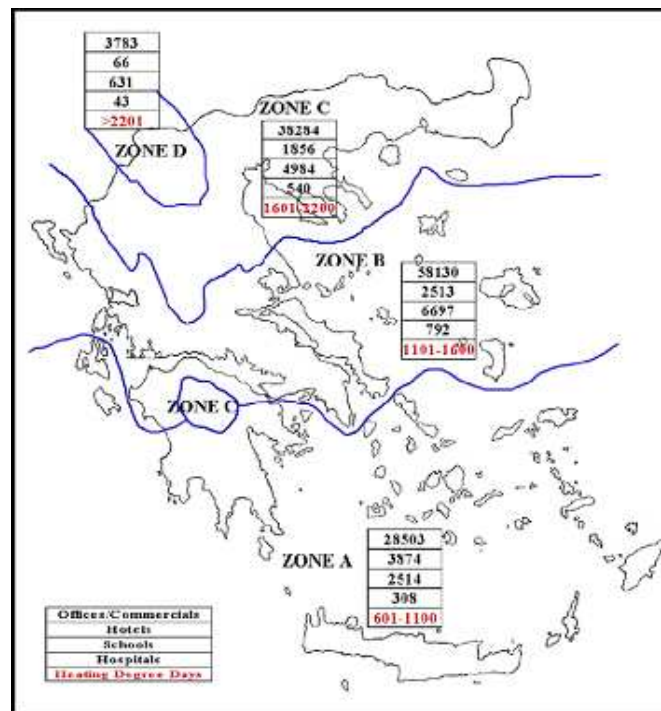 3783
66
631
43
>2201
ZONE D
ZONE C
38284
1856
4984
540
1601-2200
ZONE B
58130
2513
6697
792
1101-1600
ZONE C
ZONE A
28503
3874
2514
308
601-1100
Offices/Commercials
Hotels
Schools
Hospitals
Heating Degree Days